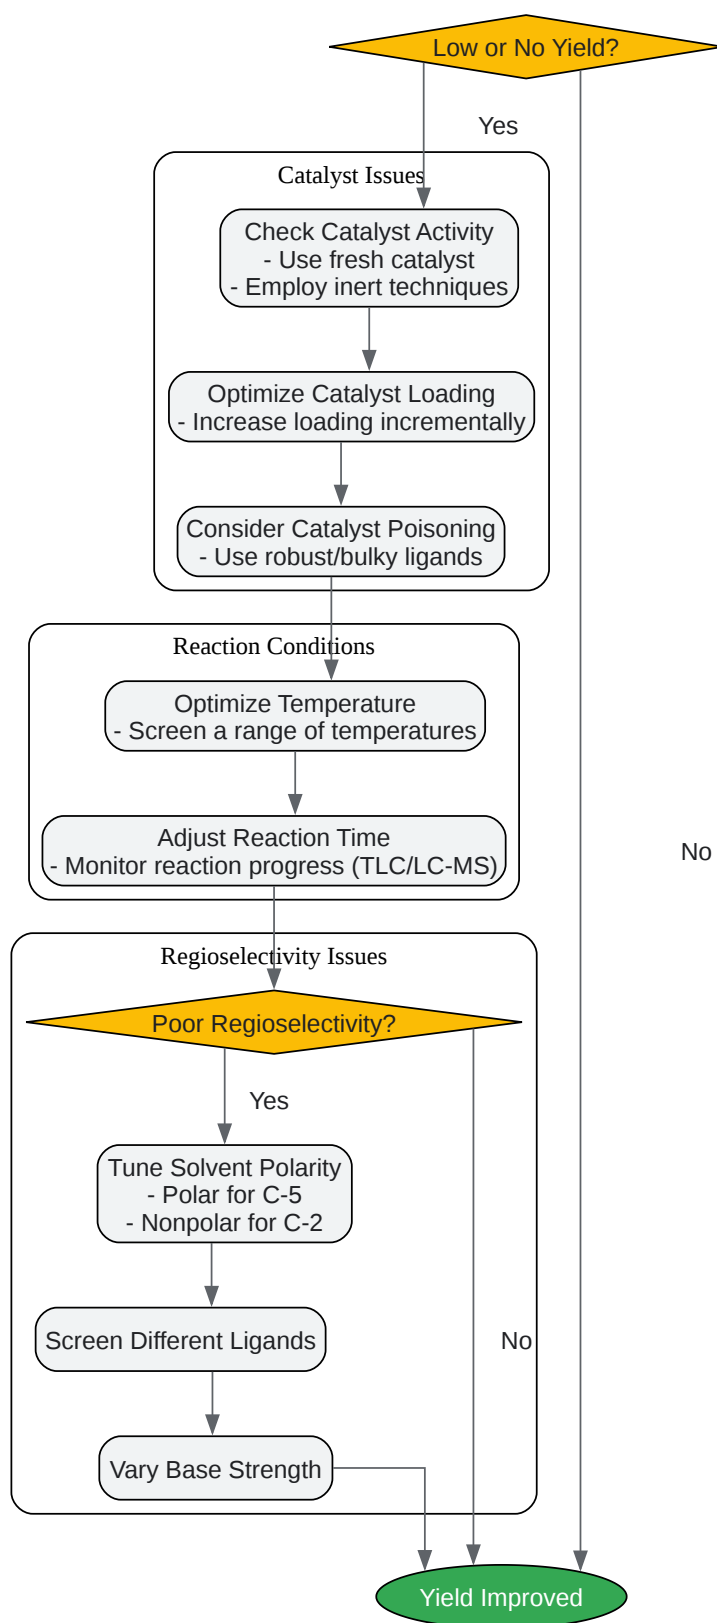 Low or No Yield?
Yes
Catalyst Issues
Check Catalyst Activity
- Use fresh catalyst
- Employ inert techniques
Optimize Catalyst Loading
- Increase loading incrementally
Consider Catalyst Poisoning
- Use robust/bulky ligands
Reaction Conditions
Optimize Temperature
- Screen a range of temperatures
Adjust Reaction Time
- Monitor reaction progress (TLC/LC-MS)
No
Regioselectivity Issues
Poor Regioselectivity?
Yes
Tune Solvent Polarity
- Polar for C-5
- Nonpolar for C-2
Screen Different Ligands
No
Vary Base Strength
Yield Improved